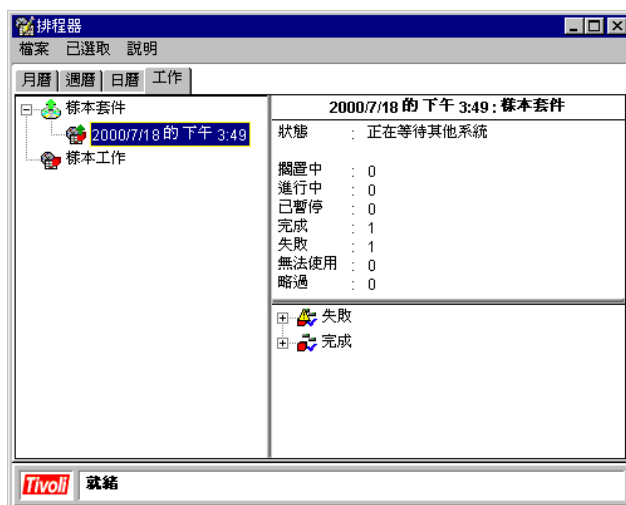 排程器
檔案 已選取 說明
月曆 週曆 日曆 工作
樣本套件
2000/7/18 的 下午 3:49
樣本工作
2000/7/18 的 下午 3:49 : 樣本套件
狀態 : 正在等待其他系統
擱置中 : 0
進行中 : 0
已暫停 : 0
完成 : 1
失敗 : 1
無法使用 : 0
略過 : 0
失敗
完成
Tivoli 就緒